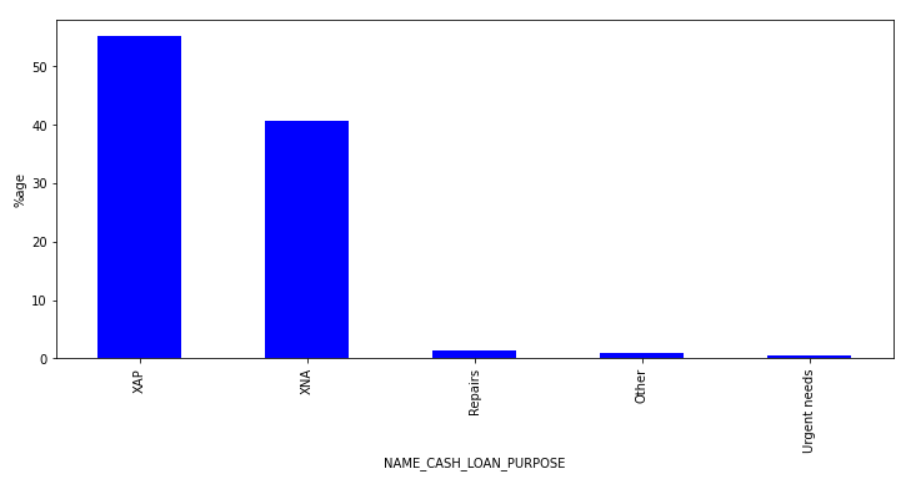 50
40
30
20
10
0
%age
XAP
XNA
Repairs
Other
Urgent needs
NAME_CASH_LOAN_PURPOSE